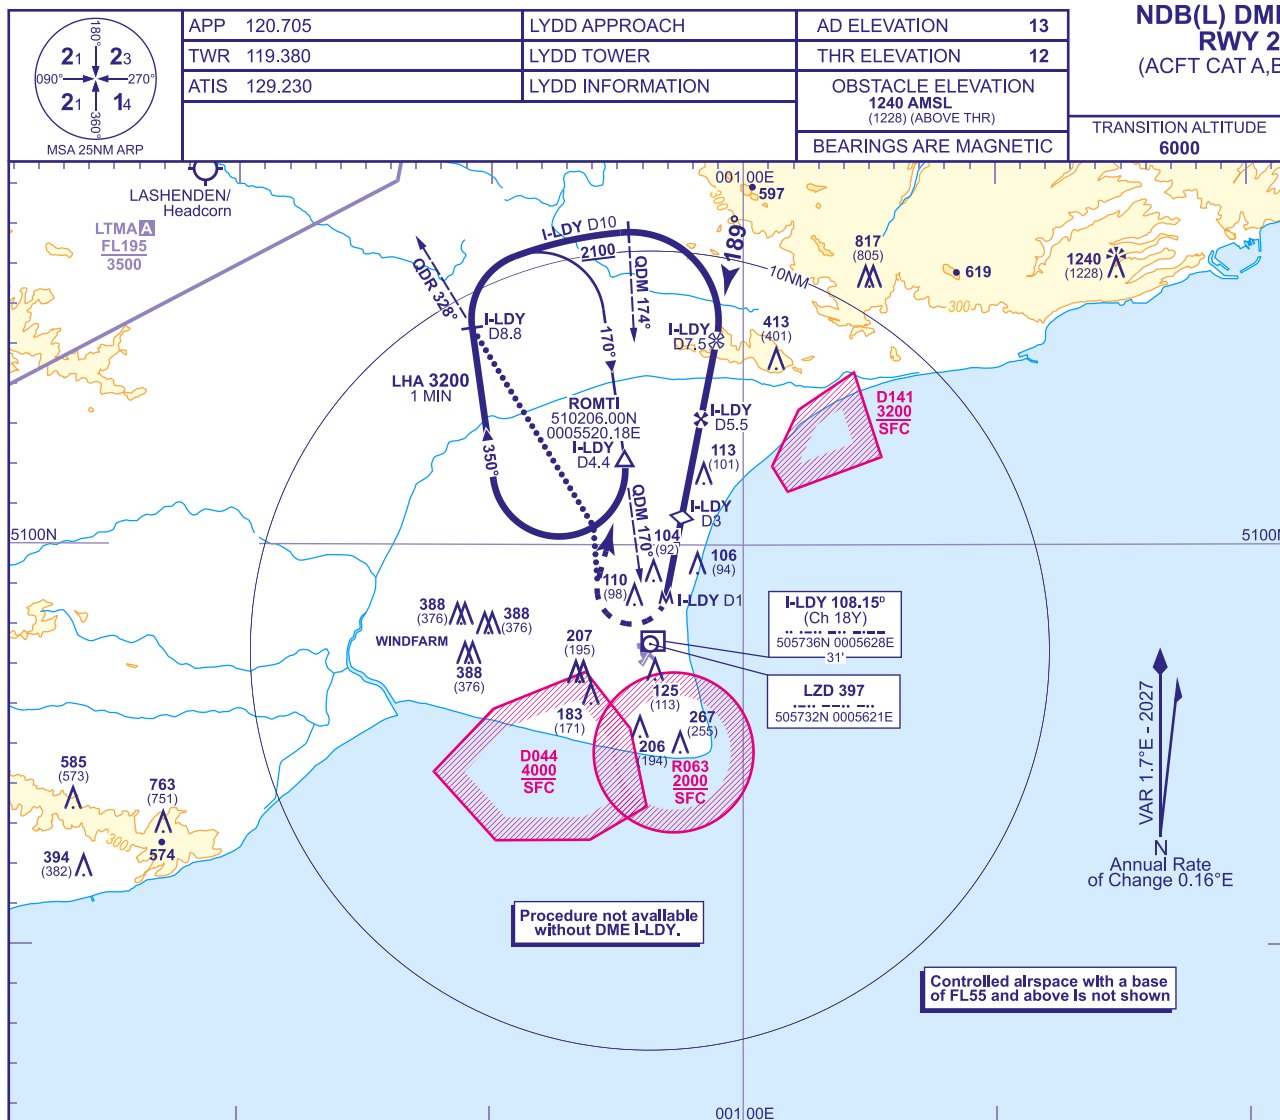 180°
21 23
090° 270°
21 14
360°
MSA 25NM ARP
APP 120.705 LYDD APPROACH
TWR 119.380 LYDD TOWER
ATIS 129.230 LYDD INFORMATION
AD ELEVATION 13
THR ELEVATION 12
OBSTACLE ELEVATION
1240 AMSL
(1228) (ABOVE THR)
BEARINGS ARE MAGNETIC
NDB(L) DME
RWY 2
(ACFT CAT A,B
TRANSITION ALTITUDE
6000
LASHENDEN/
Headcorn
LTMA A
FL195
3500
001 00E
300
597
I-LDY D10
2100
189°
QDR 328°
QDM 174°
10NM
817
(805)
619
1240
(1228)
300
I-LDY
D8.8
I-LDY
D7.5
413
(401)
170°
LHA 3200
1 MIN
ROMTI
510206.00N
0005520.18E
I-LDY
D4.4
I-LDY
D5.5
D141
3200
SFC
350°
113
(101)
QDM 170°
I-LDY
D3
5100N
5100N
104
(92)
106
(94)
110
(98)
I-LDY D1
388
(376)
388
(376)
WINDFARM
388
(376)
207
(195)
I-LDY 108.15D
(Ch 18Y)
505736N 0005628E
31'
LZD 397
505732N 0005621E
125
(113)
183
(171)
267
(255)
206
(194)
D044
4000
SFC
R063
2000
SFC
585
(573)
763
(751)
300
574
394
(382)
VAR 1.7°E - 2027
N
Annual Rate
of Change 0.16°E
Procedure not available
without DME I-LDY.
Controlled airspace with a base
of FL55 and above is not shown
001 00E